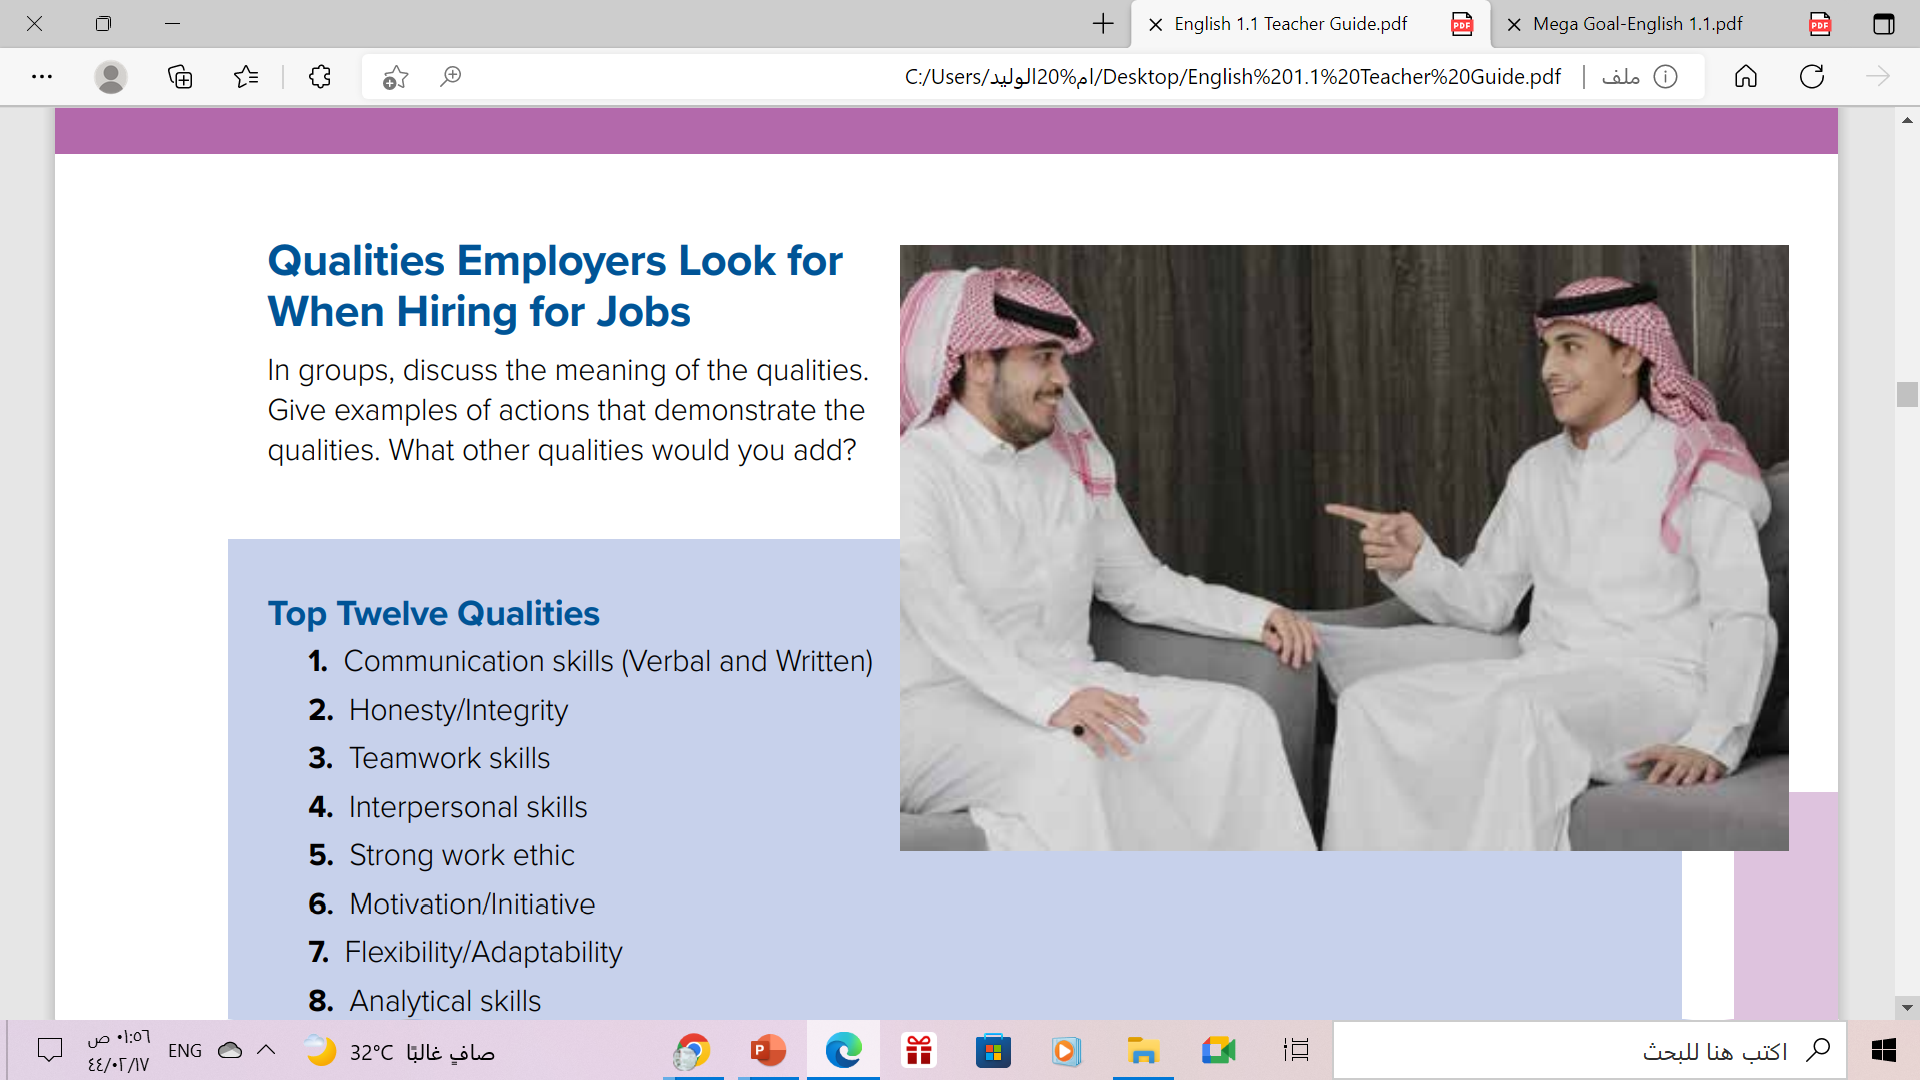 English 1.1 Teacher Guide.pdf
Mega Goal-English 1.1.pdf
C:/Users/ام%20الوليد/Desktop/English%201.1%20Teacher%20Guide.pdf
ملف
Qualities Employers Look for
When Hiring for Jobs
In groups, discuss the meaning of the qualities.
Give examples of actions that demonstrate the
qualities. What other qualities would you add?
Top Twelve Qualities
1. Communication skills (Verbal and Written)
2. Honesty/Integrity
3. Teamwork skills
4. Interpersonal skills
5. Strong work ethic
6. Motivation/Initiative
7. Flexibility/Adaptability
8. Analytical skills
٠١:٥٦ ص
٤٤/٠٢/١٧
ENG
32°C صافٍ غالبًا
اكتب هنا للبحث